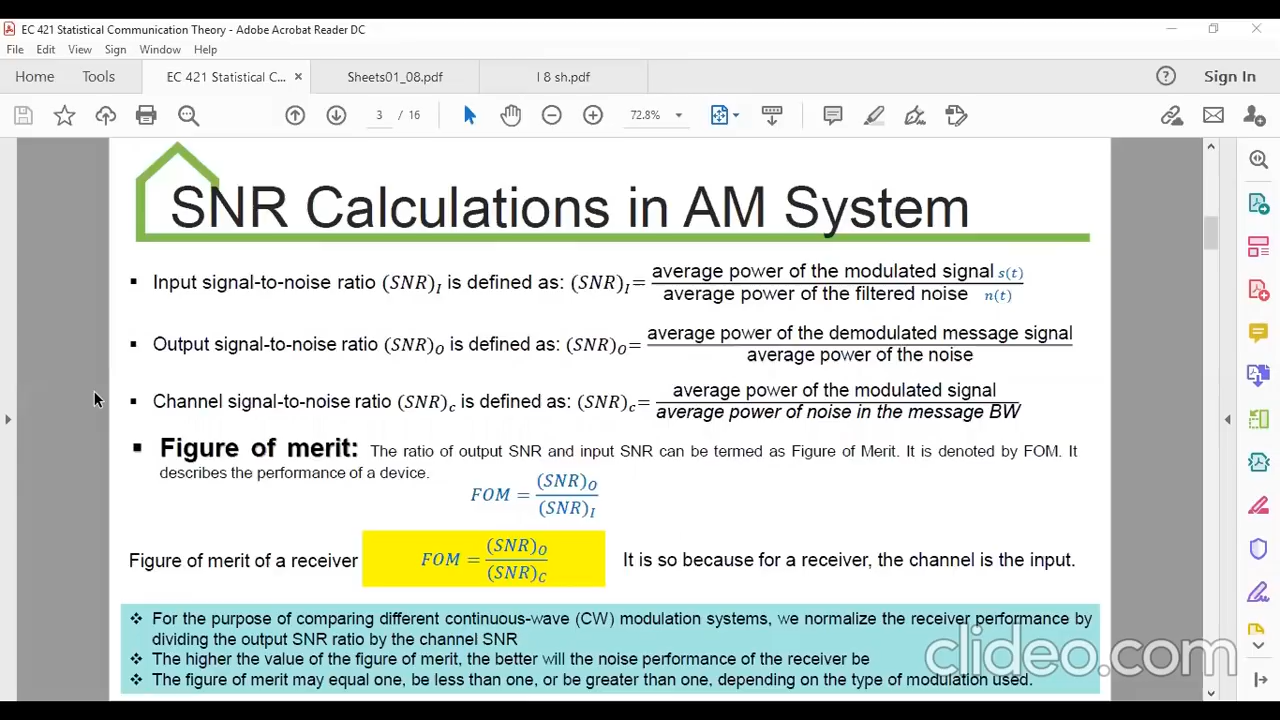 EC 421 Statistical Communication Theory - Adobe Acrobat Reader DC
File Edit View Sign Window Help
Home Tools EC 421 Statistical C... × Sheets01_08.pdf l 8 sh.pdf Sign In
3 / 16 72.8%
SNR Calculations in AM System
▪ Input signal-to-noise ratio (SNR)_I is defined as: (SNR)_I= average power of the modulated signal s(t) / average power of the filtered noise n(t)
▪ Output signal-to-noise ratio (SNR)_O is defined as: (SNR)_O= average power of the demodulated message signal / average power of the noise
▪ Channel signal-to-noise ratio (SNR)_c is defined as: (SNR)_c= average power of the modulated signal / average power of noise in the message BW
▪ Figure of merit: The ratio of output SNR and input SNR can be termed as Figure of Merit. It is denoted by FOM. It
describes the performance of a device.
FOM = (SNR)_O / (SNR)_I
Figure of merit of a receiver FOM = (SNR)_O / (SNR)_C It is so because for a receiver, the channel is the input.
❖ For the purpose of comparing different continuous-wave (CW) modulation systems, we normalize the receiver performance by
dividing the output SNR ratio by the channel SNR
❖ The higher the value of the figure of merit, the better will the noise performance of the receiver be
❖ The figure of merit may equal one, be less than one, or be greater than one, depending on the type of modulation used.
clideo.com